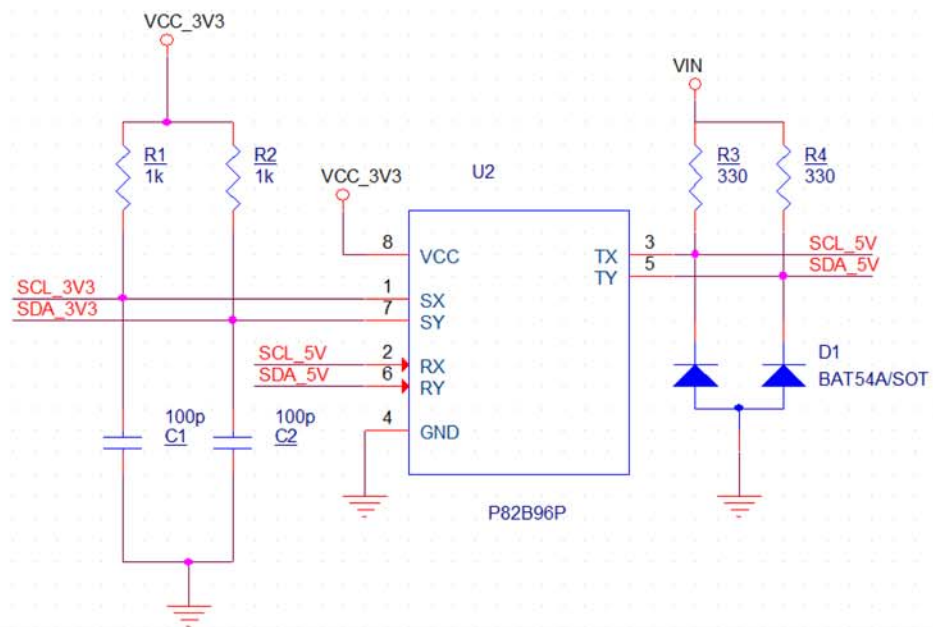 VCC_3V3
VIN
R1
1k
R2
1k
VCC_3V3
U2
R3
330
R4
330
8
VCC
TX
3
SCL_5V
TY
5
SDA_5V
SCL_3V3
1
SX
SDA_3V3
7
SY
SCL_5V
2
RX
SDA_5V
6
RY
D1
BAT54A/SOT
100p
C1
100p
C2
4
GND
P82B96P